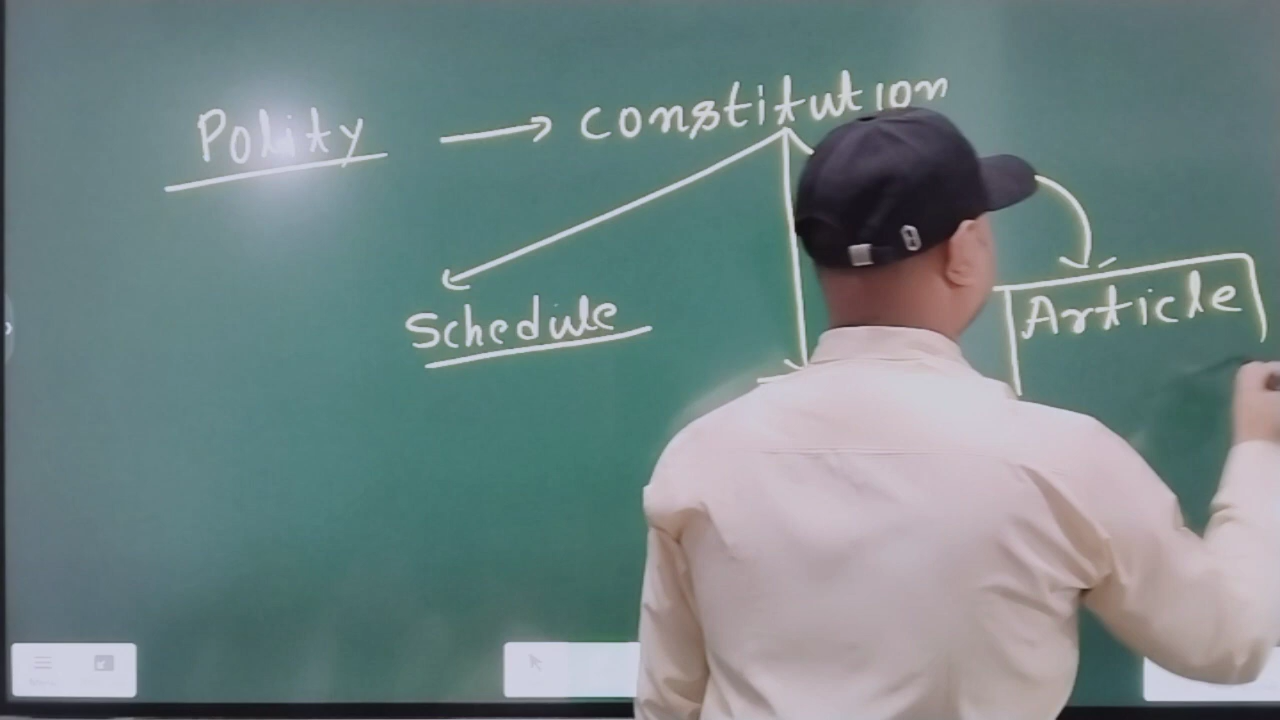 Polity → constitution
Schedule
Article